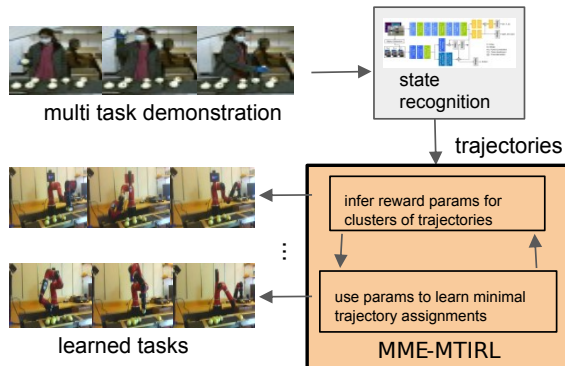 multi task demonstration
state
recognition
trajectories
infer reward params for
clusters of trajectories
...
use params to learn minimal
trajectory assignments
learned tasks
MME-MTIRL